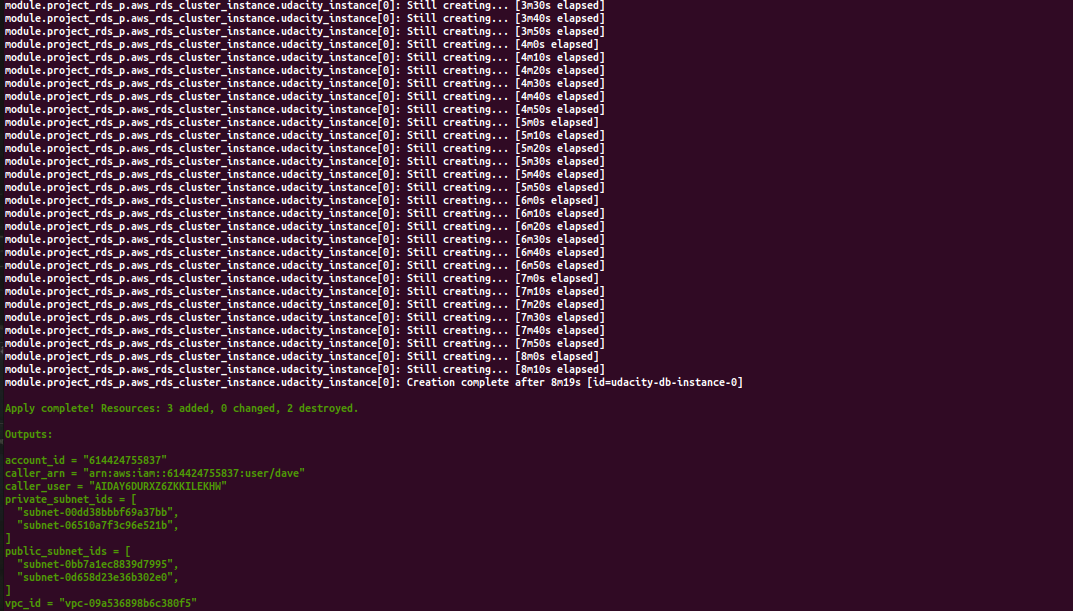 module.project_rds_p.aws_rds_cluster_instance.udacity_instance[0]: Still creating... [3m30s elapsed]
module.project_rds_p.aws_rds_cluster_instance.udacity_instance[0]: Still creating... [3m40s elapsed]
module.project_rds_p.aws_rds_cluster_instance.udacity_instance[0]: Still creating... [3m50s elapsed]
module.project_rds_p.aws_rds_cluster_instance.udacity_instance[0]: Still creating... [4m0s elapsed]
module.project_rds_p.aws_rds_cluster_instance.udacity_instance[0]: Still creating... [4m10s elapsed]
module.project_rds_p.aws_rds_cluster_instance.udacity_instance[0]: Still creating... [4m20s elapsed]
module.project_rds_p.aws_rds_cluster_instance.udacity_instance[0]: Still creating... [4m30s elapsed]
module.project_rds_p.aws_rds_cluster_instance.udacity_instance[0]: Still creating... [4m40s elapsed]
module.project_rds_p.aws_rds_cluster_instance.udacity_instance[0]: Still creating... [4m50s elapsed]
module.project_rds_p.aws_rds_cluster_instance.udacity_instance[0]: Still creating... [5m0s elapsed]
module.project_rds_p.aws_rds_cluster_instance.udacity_instance[0]: Still creating... [5m10s elapsed]
module.project_rds_p.aws_rds_cluster_instance.udacity_instance[0]: Still creating... [5m20s elapsed]
module.project_rds_p.aws_rds_cluster_instance.udacity_instance[0]: Still creating... [5m30s elapsed]
module.project_rds_p.aws_rds_cluster_instance.udacity_instance[0]: Still creating... [5m40s elapsed]
module.project_rds_p.aws_rds_cluster_instance.udacity_instance[0]: Still creating... [5m50s elapsed]
module.project_rds_p.aws_rds_cluster_instance.udacity_instance[0]: Still creating... [6m0s elapsed]
module.project_rds_p.aws_rds_cluster_instance.udacity_instance[0]: Still creating... [6m10s elapsed]
module.project_rds_p.aws_rds_cluster_instance.udacity_instance[0]: Still creating... [6m20s elapsed]
module.project_rds_p.aws_rds_cluster_instance.udacity_instance[0]: Still creating... [6m30s elapsed]
module.project_rds_p.aws_rds_cluster_instance.udacity_instance[0]: Still creating... [6m40s elapsed]
module.project_rds_p.aws_rds_cluster_instance.udacity_instance[0]: Still creating... [6m50s elapsed]
module.project_rds_p.aws_rds_cluster_instance.udacity_instance[0]: Still creating... [7m0s elapsed]
module.project_rds_p.aws_rds_cluster_instance.udacity_instance[0]: Still creating... [7m10s elapsed]
module.project_rds_p.aws_rds_cluster_instance.udacity_instance[0]: Still creating... [7m20s elapsed]
module.project_rds_p.aws_rds_cluster_instance.udacity_instance[0]: Still creating... [7m30s elapsed]
module.project_rds_p.aws_rds_cluster_instance.udacity_instance[0]: Still creating... [7m40s elapsed]
module.project_rds_p.aws_rds_cluster_instance.udacity_instance[0]: Still creating... [7m50s elapsed]
module.project_rds_p.aws_rds_cluster_instance.udacity_instance[0]: Still creating... [8m0s elapsed]
module.project_rds_p.aws_rds_cluster_instance.udacity_instance[0]: Still creating... [8m10s elapsed]
module.project_rds_p.aws_rds_cluster_instance.udacity_instance[0]: Creation complete after 8m19s [id=udacity-db-instance-0]
Apply complete! Resources: 3 added, 0 changed, 2 destroyed.
Outputs:
account_id = "614424755837"
caller_arn = "arn:aws:iam::614424755837:user/dave"
caller_user = "AIDAY6DURXZ6ZKKILEKHW"
private_subnet_ids = [
"subnet-00dd38bbbf69a37bb",
"subnet-06510a7f3c96e521b",
]
public_subnet_ids = [
"subnet-0bb7a1ec8839d7995",
"subnet-0d658d23e36b302e0",
]
vpc_id = "vpc-09a536898b6c380f5"